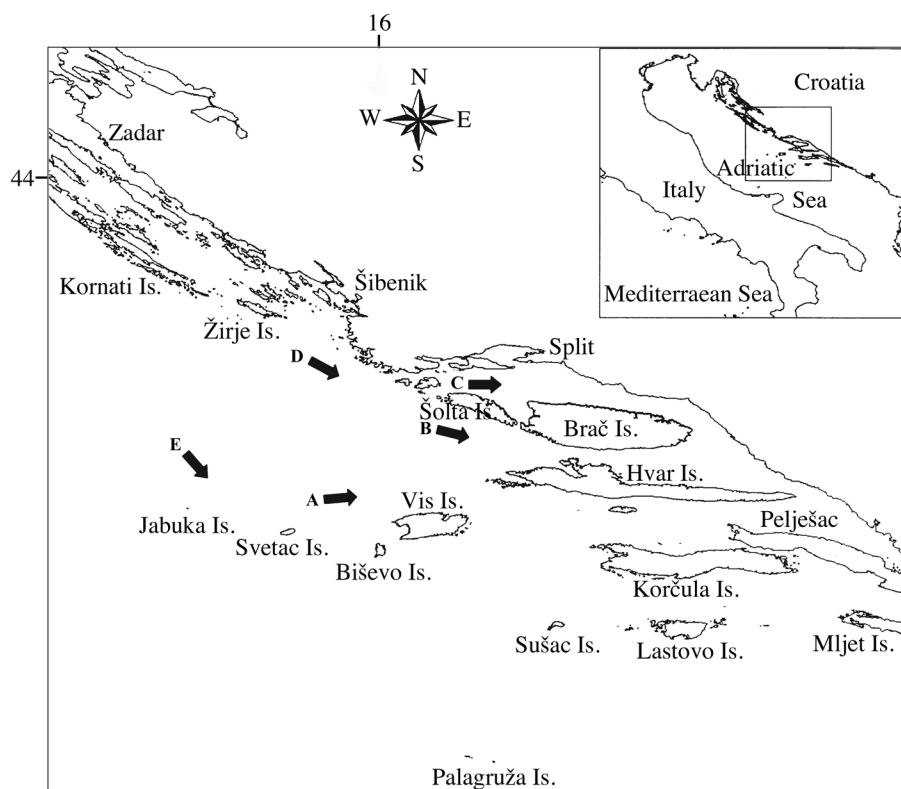 16
N
W E
S
Croatia
Zadar
44
Adriatic
Italy
Sea
Kornati Is.
Šibenik
Mediterraean Sea
Žirje Is.
D
Split
C
Šolta Is.
B
Brač Is.
E
Hvar Is.
A
Vis Is.
Jabuka Is.
Pelješac
Svetac Is.
Biševo Is.
Korčula Is.
Sušac Is.
Lastovo Is.
Mljet Is.
Palagruža Is.